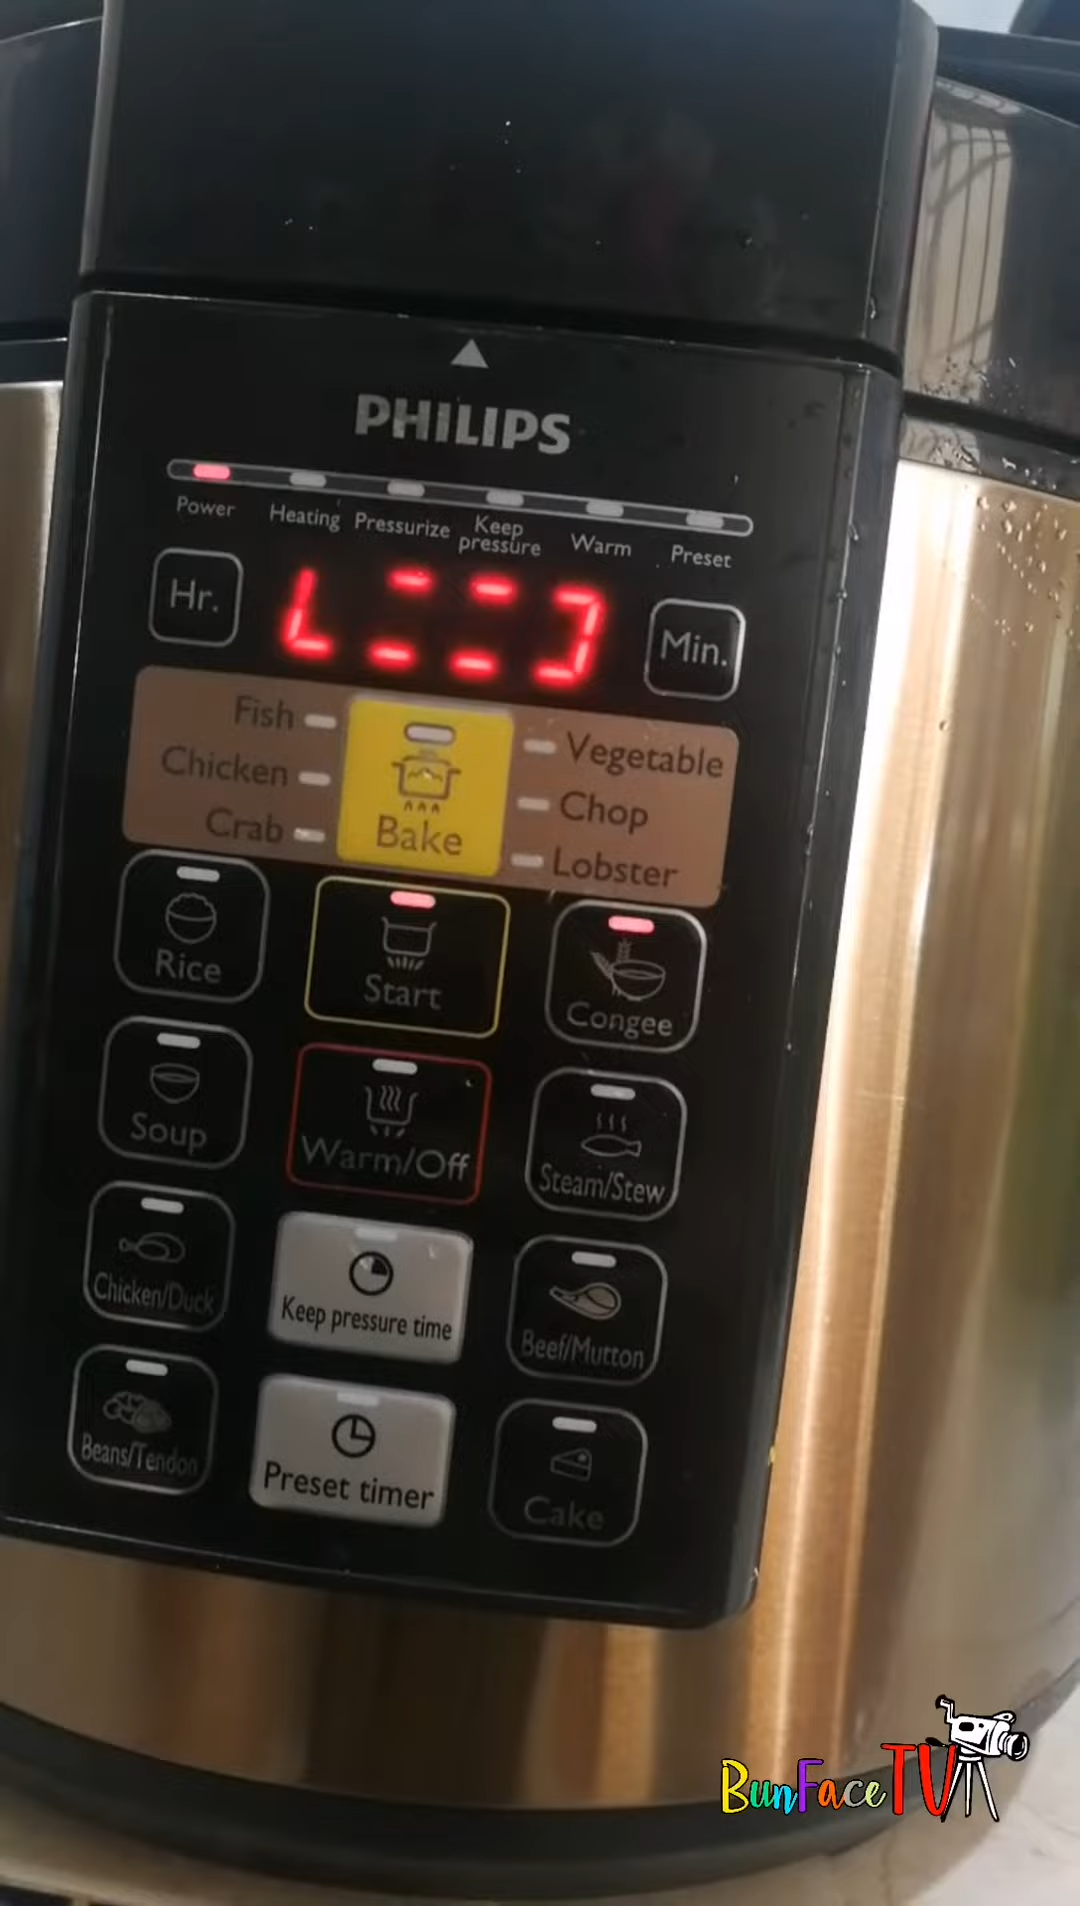 PHILIPS
Power Heating Pressurize Keep pressure Warm Preset
Hr. Min.
Fish Vegetable
Chicken Chop
Crab Bake Lobster
Rice Start Congee
Soup Warm/Off Steam/Stew
Chicken/Duck Keep pressure time Beef/Mutton
Beans/Tendon Preset timer Cake
BunFaceTV